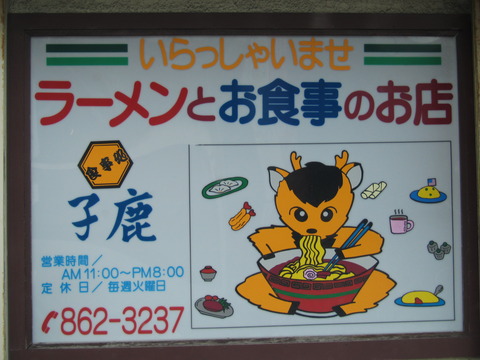 いらっしゃいませ
ラーメンとお食事のお店
お食事処
子鹿
営業時間/
AM11:00〜PM8:00
定休日/毎週火曜日
862-3237